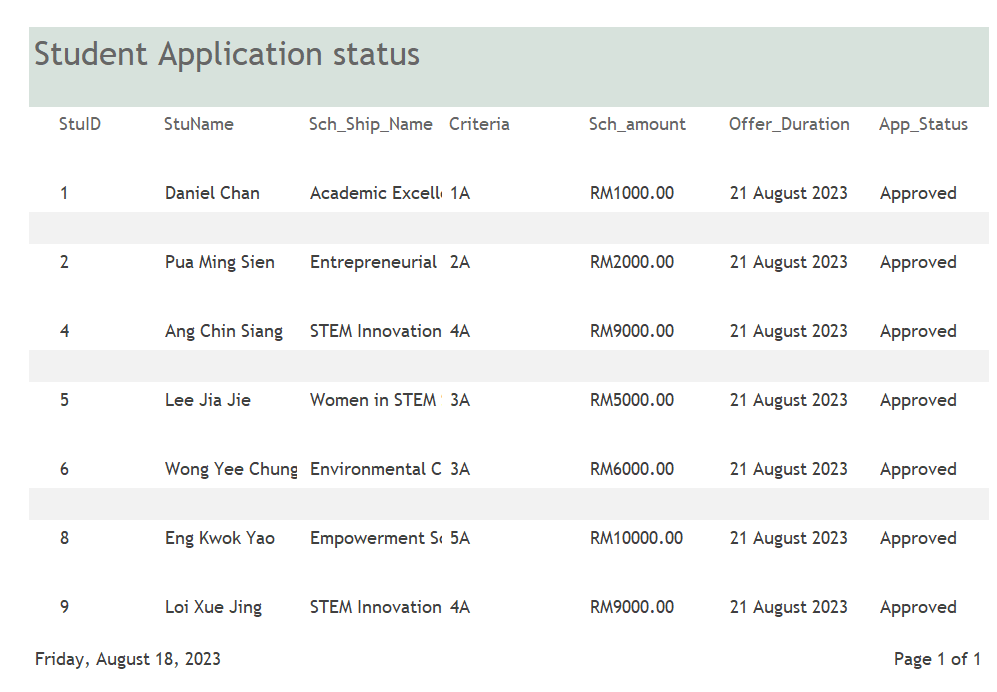 Student Application status
StuID StuName Sch_Ship_Name Criteria Sch_amount Offer_Duration App_Status
1 Daniel Chan Academic Excell 1A RM1000.00 21 August 2023 Approved
2 Pua Ming Sien Entrepreneurial 2A RM2000.00 21 August 2023 Approved
4 Ang Chin Siang STEM Innovation 4A RM9000.00 21 August 2023 Approved
5 Lee Jia Jie Women in STEM 3A RM5000.00 21 August 2023 Approved
6 Wong Yee Chung Environmental C 3A RM6000.00 21 August 2023 Approved
8 Eng Kwok Yao Empowerment Sc 5A RM10000.00 21 August 2023 Approved
9 Loi Xue Jing STEM Innovation 4A RM9000.00 21 August 2023 Approved
Friday, August 18, 2023 Page 1 of 1